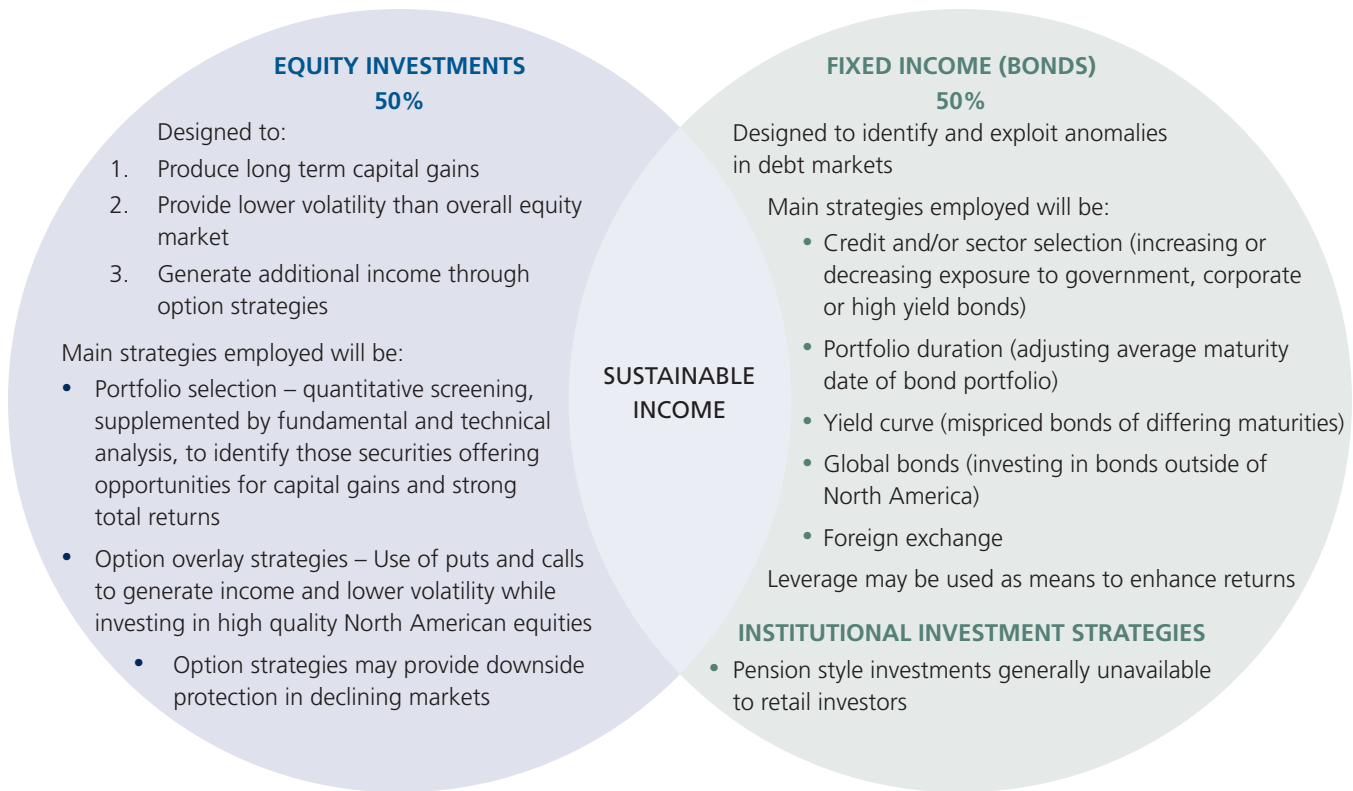 EQUITY INVESTMENTS
50%
Designed to:
1. Produce long term capital gains
2. Provide lower volatility than overall equity
market
3. Generate additional income through
option strategies
Main strategies employed will be:
• Portfolio selection – quantitative screening,
supplemented by fundamental and technical
analysis, to identify those securities offering
opportunities for capital gains and strong
total returns
• Option overlay strategies – Use of puts and calls
to generate income and lower volatility while
investing in high quality North American equities
• Option strategies may provide downside
protection in declining markets
SUSTAINABLE
INCOME
FIXED INCOME (BONDS)
50%
Designed to identify and exploit anomalies
in debt markets
Main strategies employed will be:
• Credit and/or sector selection (increasing or
decreasing exposure to government, corporate
or high yield bonds)
• Portfolio duration (adjusting average maturity
date of bond portfolio)
• Yield curve (mispriced bonds of differing maturities)
• Global bonds (investing in bonds outside of
North America)
• Foreign exchange
Leverage may be used as means to enhance returns
INSTITUTIONAL INVESTMENT STRATEGIES
• Pension style investments generally unavailable
to retail investors